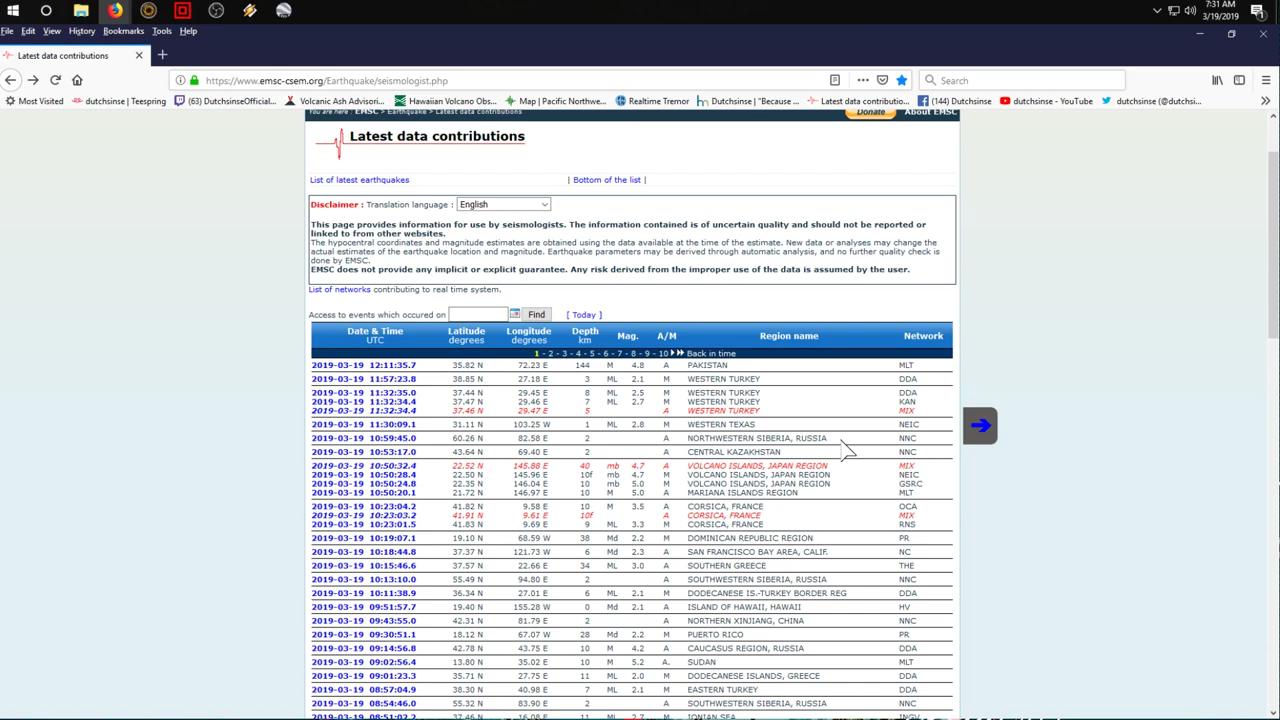 7:31 AM
3/19/2019
File Edit View History Bookmarks Tools Help
Latest data contributions
https://www.emsc-csem.org/Earthquake/seismologist.php
Search
Most Visited dutchsinse | Teespring (63) DutchsinseOfficial... Volcanic Ash Advisori... Hawaiian Volcano Obs... Map | Pacific Northwe... Realtime Tremor Dutchsinse | "Because ... Latest data contributio... (144) Dutchsinse dutchsinse - YouTube dutchsinse (@dutchsi...
You are here : EMSC > Earthquake > Latest data contributions Donate About EMSC
Latest data contributions
List of latest earthquakes | Bottom of the list |
Disclaimer : Translation language : English
This page provides information for use by seismologists. The information contained is of uncertain quality and should not be reported or
linked to from other websites.
The hypocentral coordinates and magnitude estimates are obtained using the data available at the time of the estimate. New data or analyses may change the
actual estimates of the earthquake location and magnitude. Earthquake parameters may be derived through automatic analysis, and no further quality check is
done by EMSC.
EMSC does not provide any implicit or explicit guarantee. Any risk derived from the improper use of the data is assumed by the user.
List of networks contributing to real time system.
Access to events which occured on Find [ Today ]
Date & Time UTC Latitude degrees Longitude degrees Depth km Mag. A/M Region name Network
1 - 2 - 3 - 4 - 5 - 6 - 7 - 8 - 9 - 10 Back in time
2019-03-19 12:11:35.7 35.82 N 72.23 E 144 M 4.8 A PAKISTAN MLT
2019-03-19 11:57:23.8 38.85 N 27.18 E 3 ML 2.1 M WESTERN TURKEY DDA
2019-03-19 11:32:35.0 37.44 N 29.45 E 8 ML 2.5 M WESTERN TURKEY DDA
2019-03-19 11:32:34.4 37.47 N 29.46 E 7 ML 2.7 M WESTERN TURKEY KAN
2019-03-19 11:32:34.4 37.46 N 29.47 E 5 A WESTERN TURKEY MIX
2019-03-19 11:30:09.1 31.11 N 103.25 W 1 ML 2.8 M WESTERN TEXAS NEIC
2019-03-19 10:59:45.0 60.26 N 82.58 E 2 A NORTHWESTERN SIBERIA, RUSSIA NNC
2019-03-19 10:53:17.0 43.64 N 69.40 E 2 A CENTRAL KAZAKHSTAN NNC
2019-03-19 10:50:32.4 22.52 N 145.88 E 40 mb 4.7 A VOLCANO ISLANDS, JAPAN REGION MIX
2019-03-19 10:50:28.4 22.50 N 145.96 E 10f mb 4.7 M VOLCANO ISLANDS, JAPAN REGION NEIC
2019-03-19 10:50:24.8 22.35 N 146.04 E 10 mb 5.0 M VOLCANO ISLANDS, JAPAN REGION GSRC
2019-03-19 10:50:20.1 21.72 N 146.97 E 10 M 5.0 A MARIANA ISLANDS REGION MLT
2019-03-19 10:23:04.2 41.82 N 9.58 E 10 M 3.5 A CORSICA, FRANCE OCA
2019-03-19 10:23:03.2 41.91 N 9.61 E 10f A CORSICA, FRANCE MIX
2019-03-19 10:23:01.5 41.83 N 9.69 E 9 ML 3.3 M CORSICA, FRANCE RNS
2019-03-19 10:19:07.1 19.10 N 68.59 W 38 Md 2.2 M DOMINICAN REPUBLIC REGION PR
2019-03-19 10:18:44.8 37.37 N 121.73 W 6 Md 2.3 A SAN FRANCISCO BAY AREA, CALIF. NC
2019-03-19 10:15:46.6 37.57 N 22.66 E 34 ML 3.0 A SOUTHERN GREECE THE
2019-03-19 10:13:10.0 55.49 N 94.80 E 2 A SOUTHWESTERN SIBERIA, RUSSIA NNC
2019-03-19 10:11:38.9 36.34 N 27.01 E 6 ML 2.1 M DODECANESE IS.-TURKEY BORDER REG DDA
2019-03-19 09:51:57.7 19.40 N 155.28 W 0 Md 2.1 A ISLAND OF HAWAII, HAWAII HV
2019-03-19 09:43:55.0 42.31 N 81.79 E 2 A NORTHERN XINJIANG, CHINA NNC
2019-03-19 09:30:51.1 18.12 N 67.07 W 28 Md 2.2 M PUERTO RICO PR
2019-03-19 09:14:56.8 42.78 N 43.75 E 10 M 4.2 A CAUCASUS REGION, RUSSIA DDA
2019-03-19 09:02:56.4 13.80 N 35.02 E 10 M 5.2 A. SUDAN MLT
2019-03-19 09:01:23.3 35.71 N 27.75 E 11 ML 2.0 M DODECANESE ISLANDS, GREECE DDA
2019-03-19 08:57:04.9 38.30 N 40.98 E 7 ML 2.1 M EASTERN TURKEY DDA
2019-03-19 08:55:32.0 57.10 N 83.90 E 2 A SOUTHWESTERN SIBERIA, RUSSIA NNC
2019-03-19 08:51:02.2 37.46 N 16.08 E 11 ML 2.7 M IONIAN SEA INGV